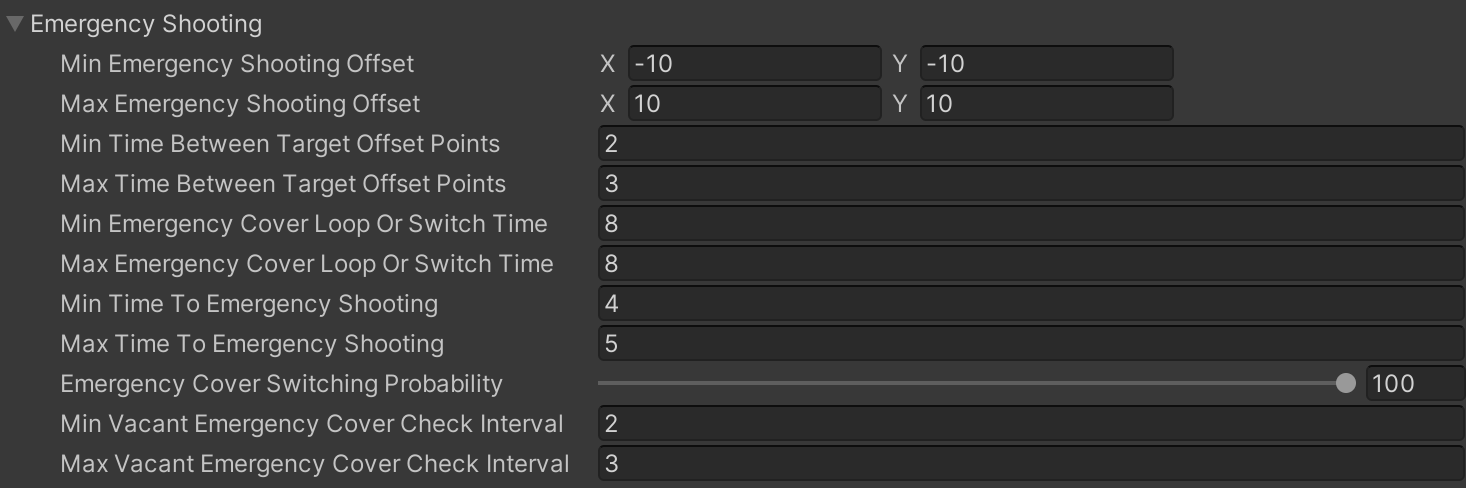 Emergency Shooting
Min Emergency Shooting Offset X -10 Y -10
Max Emergency Shooting Offset X 10 Y 10
Min Time Between Target Offset Points 2
Max Time Between Target Offset Points 3
Min Emergency Cover Loop Or Switch Time 8
Max Emergency Cover Loop Or Switch Time 8
Min Time To Emergency Shooting 4
Max Time To Emergency Shooting 5
Emergency Cover Switching Probability 100
Min Vacant Emergency Cover Check Interval 2
Max Vacant Emergency Cover Check Interval 3